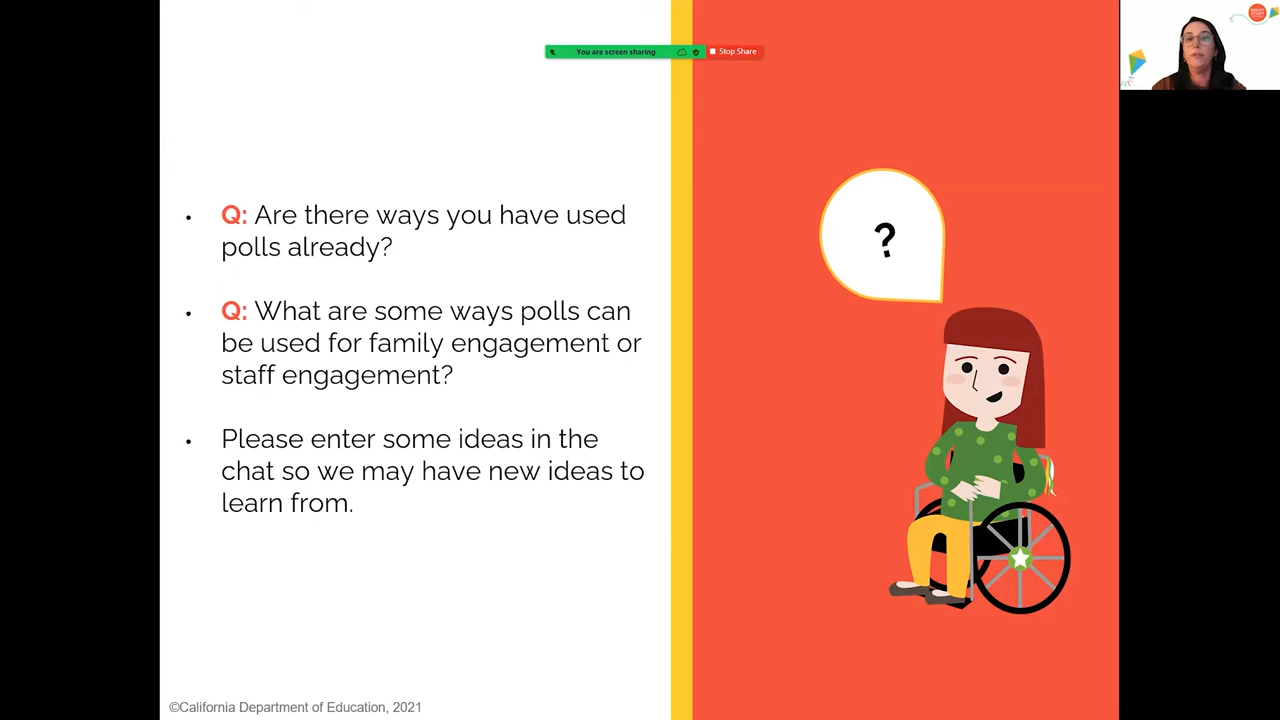 You are screen sharing
Stop Share
• Q: Are there ways you have used
polls already?
• Q: What are some ways polls can
be used for family engagement or
staff engagement?
• Please enter some ideas in the
chat so we may have new ideas to
learn from.
?
©California Department of Education, 2021